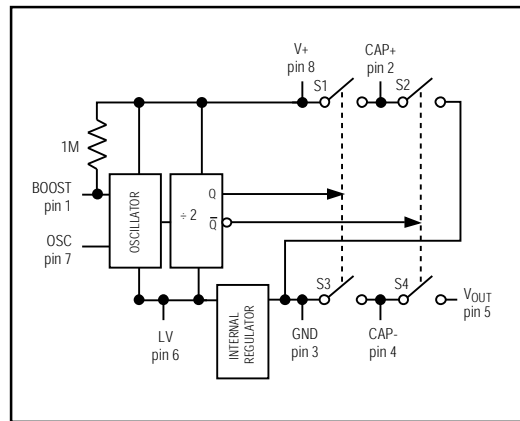 V+
pin 8
CAP+
pin 2
S1
S2
1M
BOOST
pin 1
OSCILLATOR
÷ 2
Q
Q̅
OSC
pin 7
S3
S4
VOUT
pin 5
LV
pin 6
INTERNAL
REGULATOR
GND
pin 3
CAP-
pin 4